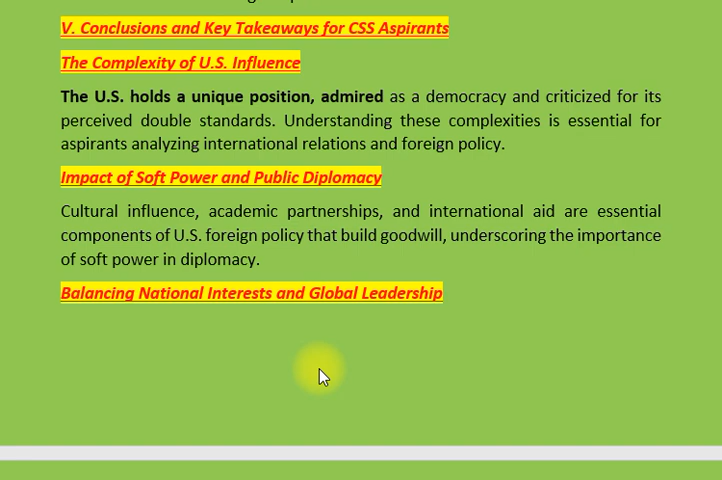 V. Conclusions and Key Takeaways for CSS Aspirants
The Complexity of U.S. Influence
The U.S. holds a unique position, admired as a democracy and criticized for its
perceived double standards. Understanding these complexities is essential for
aspirants analyzing international relations and foreign policy.
Impact of Soft Power and Public Diplomacy
Cultural influence, academic partnerships, and international aid are essential
components of U.S. foreign policy that build goodwill, underscoring the importance
of soft power in diplomacy.
Balancing National Interests and Global Leadership